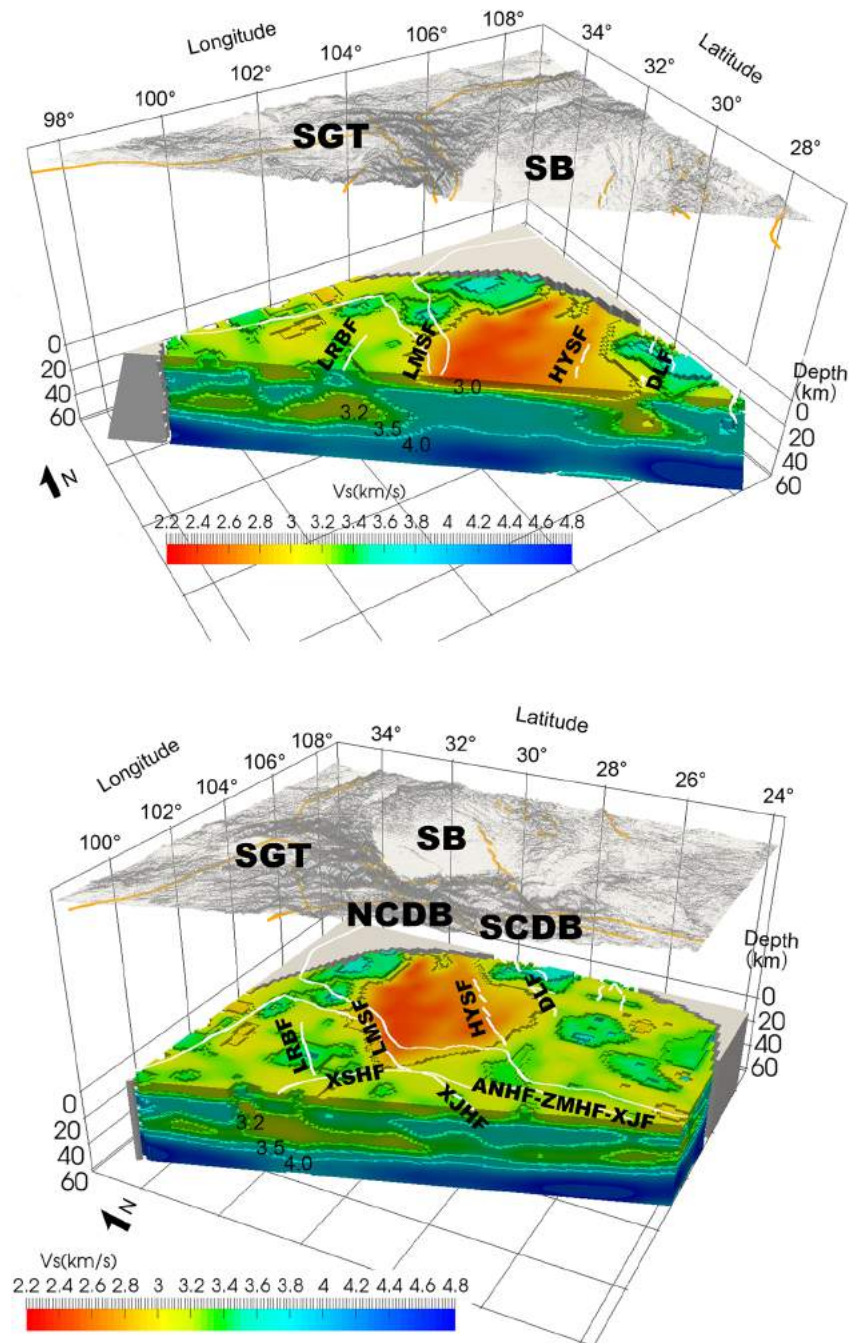 Longitude
Latitude
98°
100°
102°
104°
106°
108°
34°
32°
30°
28°
SGT
SB
LRBF
LMSF
HYSF
DLF
3.0
3.2
3.5
4.0
0
20
40
60
Depth
(km)
0
20
40
60
N
Vs(km/s)
2.2 2.4 2.6 2.8 3 3.2 3.4 3.6 3.8 4 4.2 4.4 4.6 4.8
Longitude
Latitude
100°
102°
104°
106°
108°
34°
32°
30°
28°
26°
24°
SGT
SB
NCDB
SCDB
LRBF
LMSF
HYSF
DLF
XSHF
XJHF
ANHF-ZMHF-XJF
3.2
3.5
4.0
0
20
40
60
Depth
(km)
0
20
40
60
N
Vs(km/s)
2.2 2.4 2.6 2.8 3 3.2 3.4 3.6 3.8 4 4.2 4.4 4.6 4.8